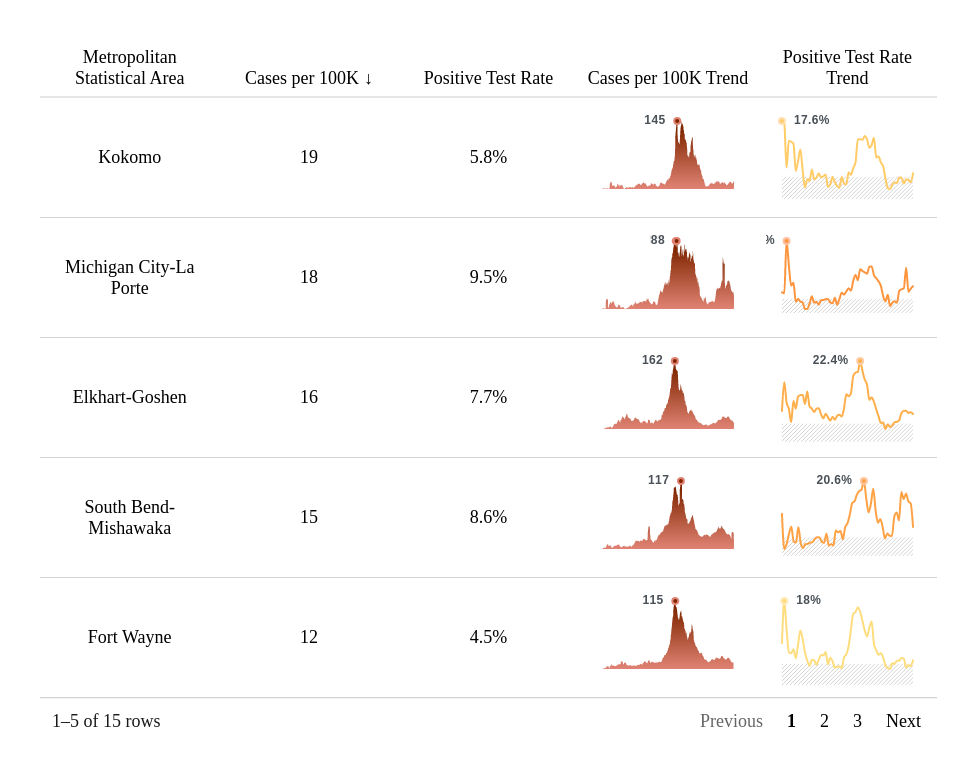 Metropolitan
Statistical Area
Cases per 100K ↓
Positive Test Rate
Cases per 100K Trend
Positive Test Rate
Trend
Kokomo
19
5.8%
145
17.6%
Michigan City-La
Porte
18
9.5%
88
%
Elkhart-Goshen
16
7.7%
162
22.4%
South Bend-
Mishawaka
15
8.6%
117
20.6%
Fort Wayne
12
4.5%
115
18%
1–5 of 15 rows
Previous 1 2 3 Next